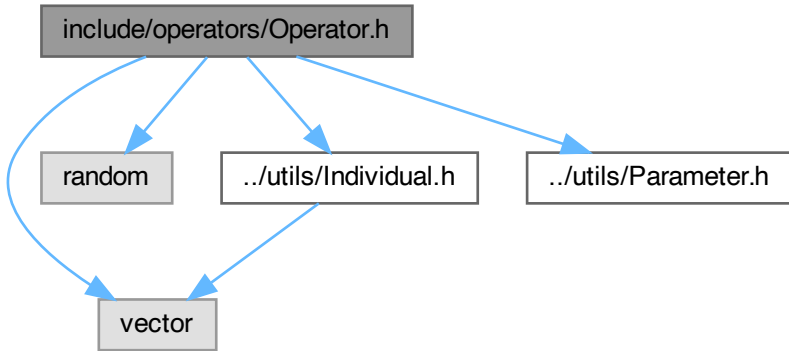 include/operators/Operator.h
random
../utils/Individual.h
../utils/Parameter.h
vector